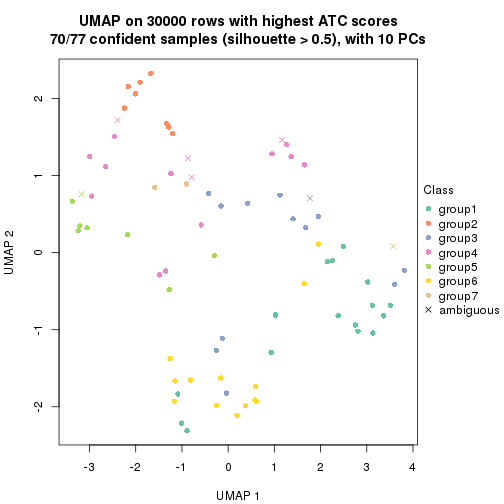 UMAP on 30000 rows with highest ATC scores
70/77 confident samples (silhouette > 0.5), with 10 PCs
2
1
0
-1
-2
UMAP 2
-3
-2
-1
0
1
2
3
4
UMAP 1
Class
group1
group2
group3
group4
group5
group6
group7
ambiguous